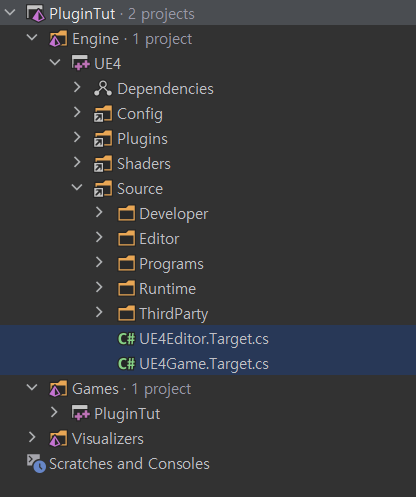 PluginTut · 2 projects
Engine · 1 project
UE4
Dependencies
Config
Plugins
Shaders
Source
Developer
Editor
Programs
Runtime
ThirdParty
C# UE4Editor.Target.cs
C# UE4Game.Target.cs
Games · 1 project
PluginTut
Visualizers
Scratches and Consoles